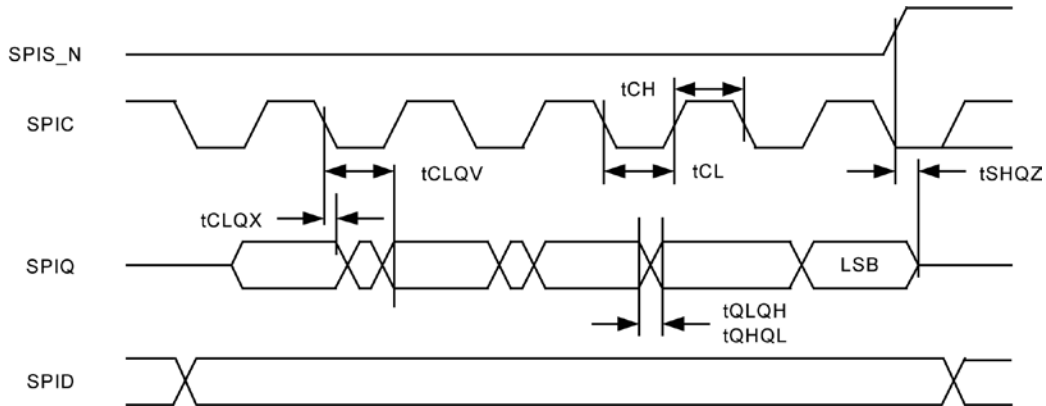 SPIS_N
tCH
SPIC
tCLQV
tCL
tSHQZ
tCLQX
SPIQ
LSB
tQLQH
tQHQL
SPID